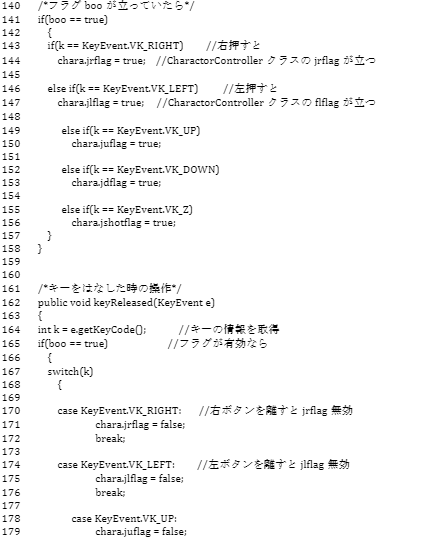 140 /*フラグ boo が立っていたら*/
141 if(boo == true)
142 {
143 if(k == KeyEvent.VK_RIGHT) //右押すと
144 chara.jrflag = true; //CharactorController クラスの jrflag が立つ
145
146 else if(k == KeyEvent.VK_LEFT) //左押すと
147 chara.jlflag = true; //CharactorController クラスの flflag が立つ
148
149 else if(k == KeyEvent.VK_UP)
150 chara.juflag = true;
151
152 else if(k == KeyEvent.VK_DOWN)
153 chara.jdflag = true;
154
155 else if(k == KeyEvent.VK_Z)
156 chara.jshotflag = true;
157 }
158 }
159
160
161 /*キーをはなした時の操作*/
162 public void keyReleased(KeyEvent e)
163 {
164 int k = e.getKeyCode(); //キーの情報を取得
165 if(boo == true) //フラグが有効なら
166 {
167 switch(k)
168 {
169
170 case KeyEvent.VK_RIGHT: //右ボタンを離すと jrflag 無効
171 chara.jrflag = false;
172 break;
173
174 case KeyEvent.VK_LEFT: //左ボタンを離すと jlflag 無効
175 chara.jlflag = false;
176 break;
177
178 case KeyEvent.VK_UP:
179 chara.juflag = false;